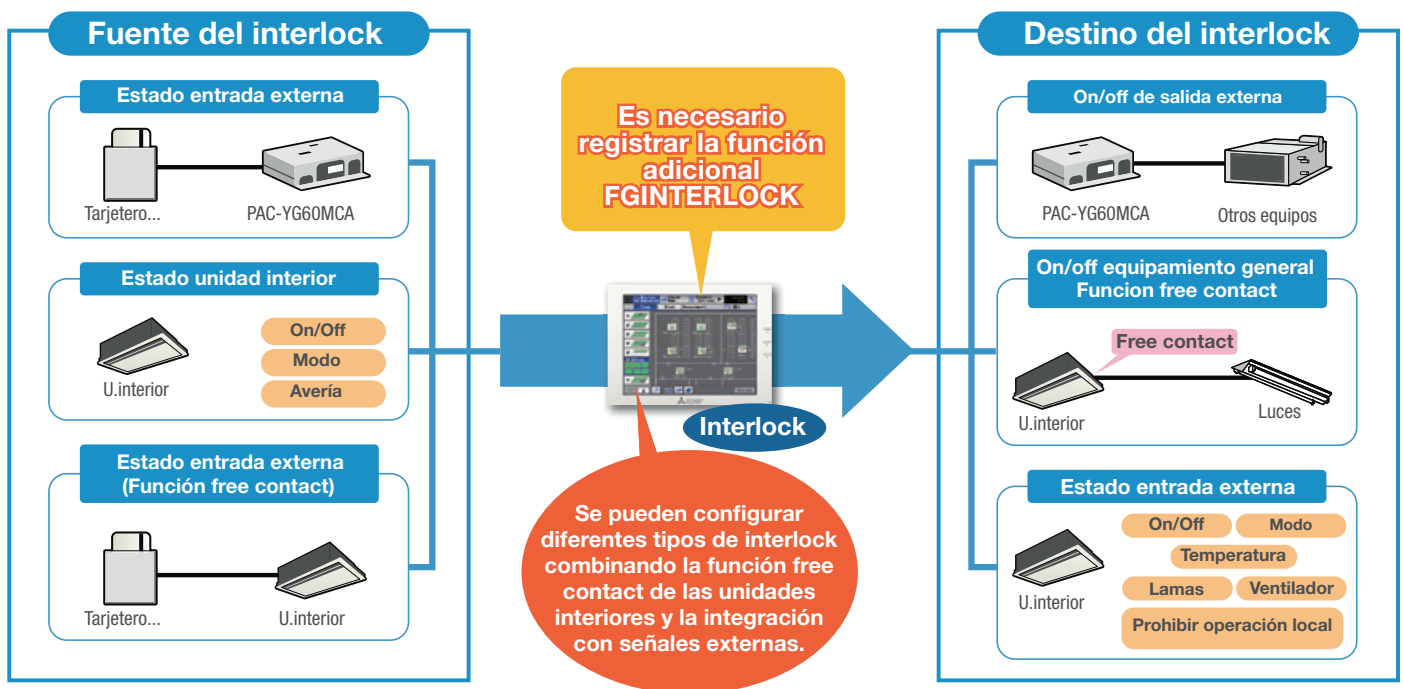 Fuente del interlock
Estado entrada externa
Tarjetero...
PAC-YG60MCA
Estado unidad interior
U.interior
On/Off
Modo
Avería
Estado entrada externa
(Función free contact)
Tarjetero...
U.interior
Es necesario
registrar la función
adicional
FGINTERLOCK
Interlock
Se pueden configurar
diferentes tipos de interlock
combinando la función free
contact de las unidades
interiores y la integración
con señales externas.
Destino del interlock
On/off de salida externa
PAC-YG60MCA
Otros equipos
On/off equipamiento general
Funcion free contact
Free contact
U.interior
Luces
Estado entrada externa
U.interior
On/Off
Modo
Temperatura
Lamas
Ventilador
Prohibir operación local